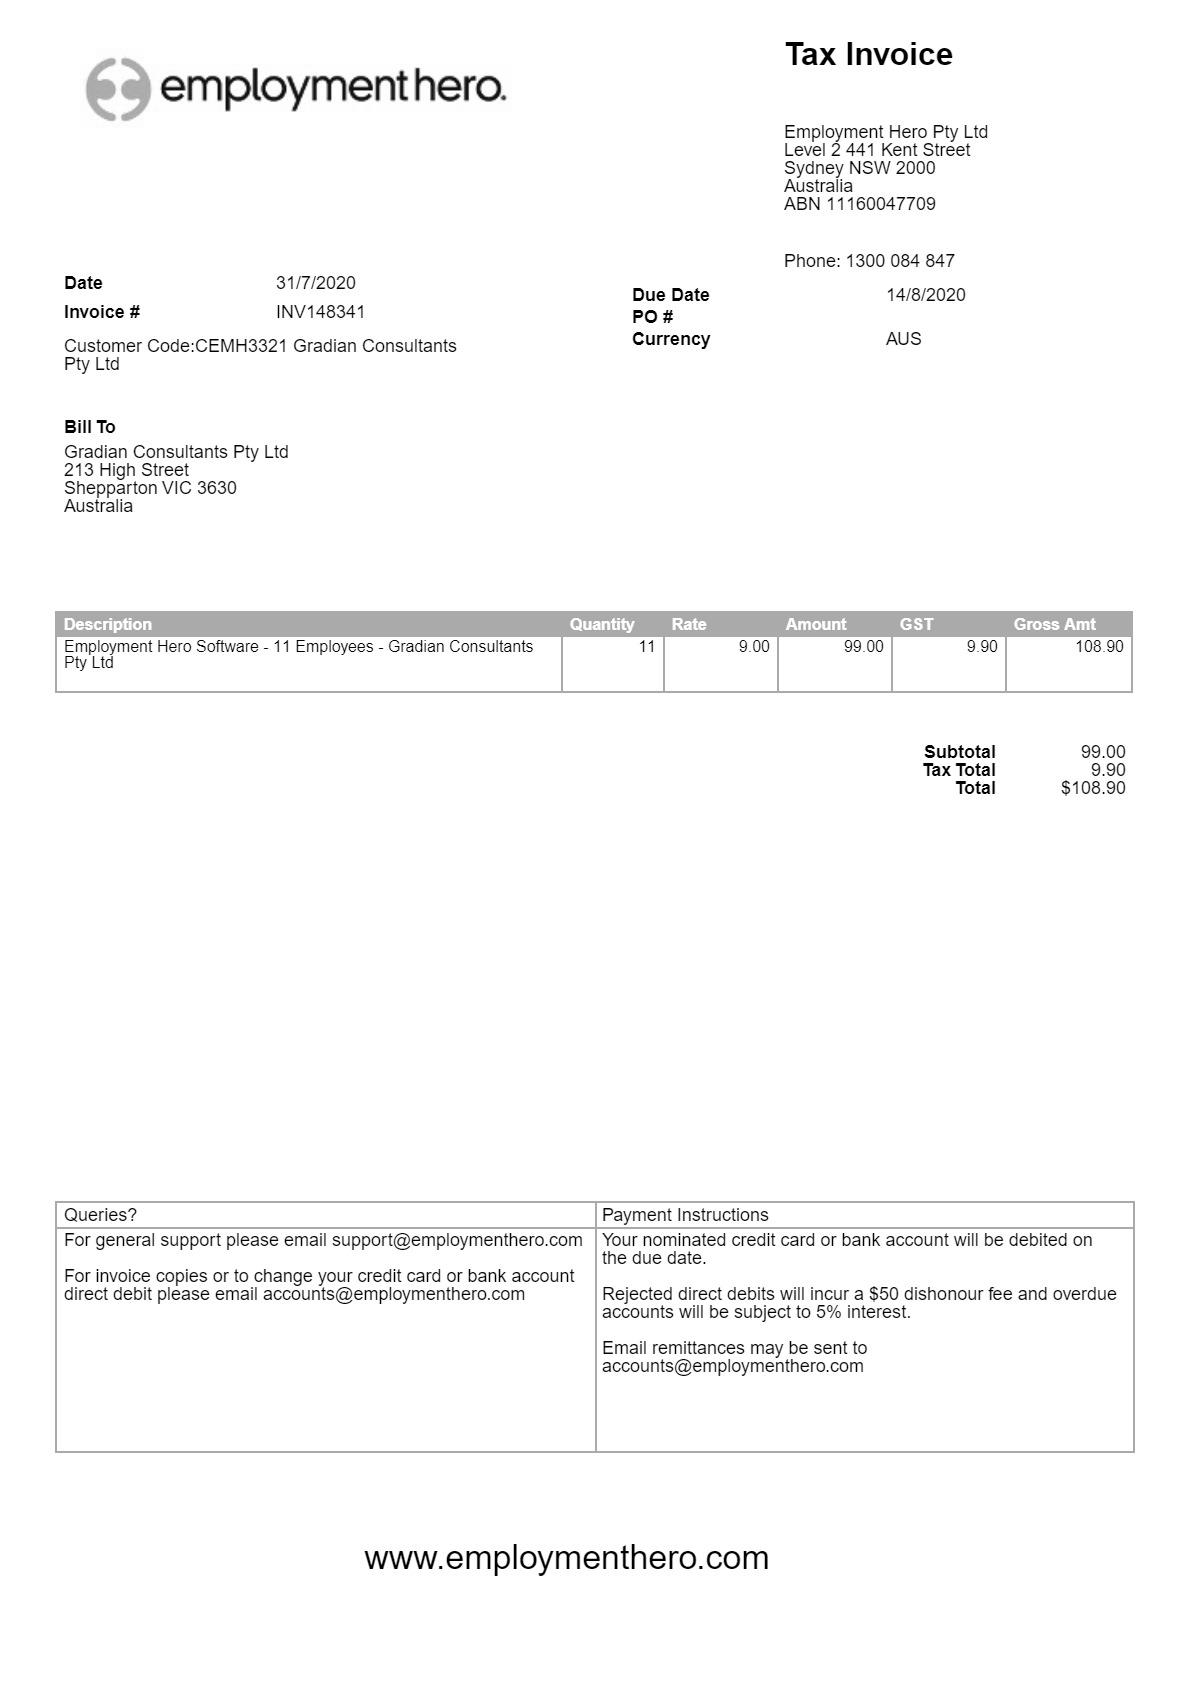 employmenthero.
Tax Invoice
Employment Hero Pty Ltd
Level 2 441 Kent Street
Sydney NSW 2000
Australia
ABN 11160047709
Phone: 1300 084 847
Date 31/7/2020
Invoice # INV148341
Customer Code:CEMH3321 Gradian Consultants
Pty Ltd
Due Date 14/8/2020
PO #
Currency AUS
Bill To
Gradian Consultants Pty Ltd
213 High Street
Shepparton VIC 3630
Australia
Description Quantity Rate Amount GST Gross Amt
Employment Hero Software - 11 Employees - Gradian Consultants 11 9.00 99.00 9.90 108.90
Pty Ltd
Subtotal 99.00
Tax Total 9.90
Total $108.90
Queries?
For general support please email support@employmenthero.com
For invoice copies or to change your credit card or bank account
direct debit please email accounts@employmenthero.com
Payment Instructions
Your nominated credit card or bank account will be debited on
the due date.
Rejected direct debits will incur a $50 dishonour fee and overdue
accounts will be subject to 5% interest.
Email remittances may be sent to
accounts@employmenthero.com
www.employmenthero.com